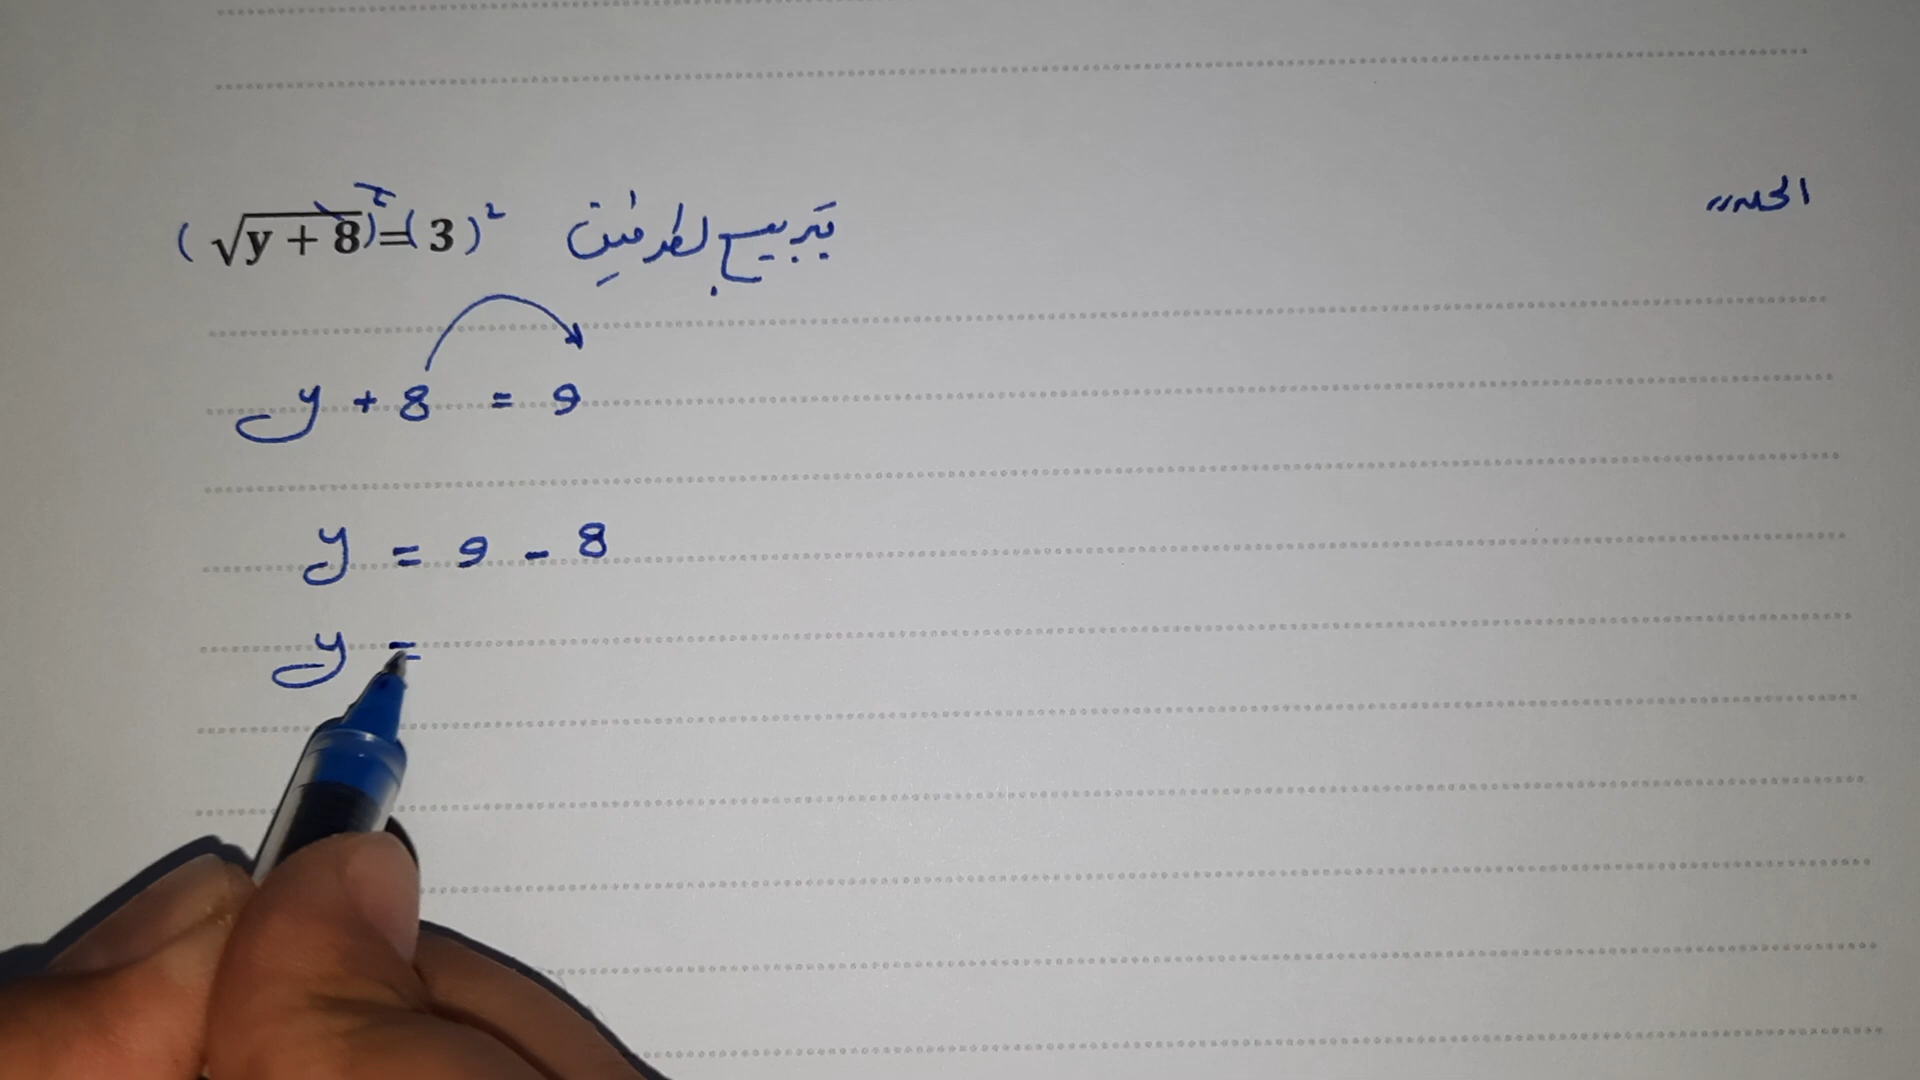 الحل
(√(y + 8))² = (3)² بتربيع الطرفين
y + 8 = 9
y = 9 - 8
y =